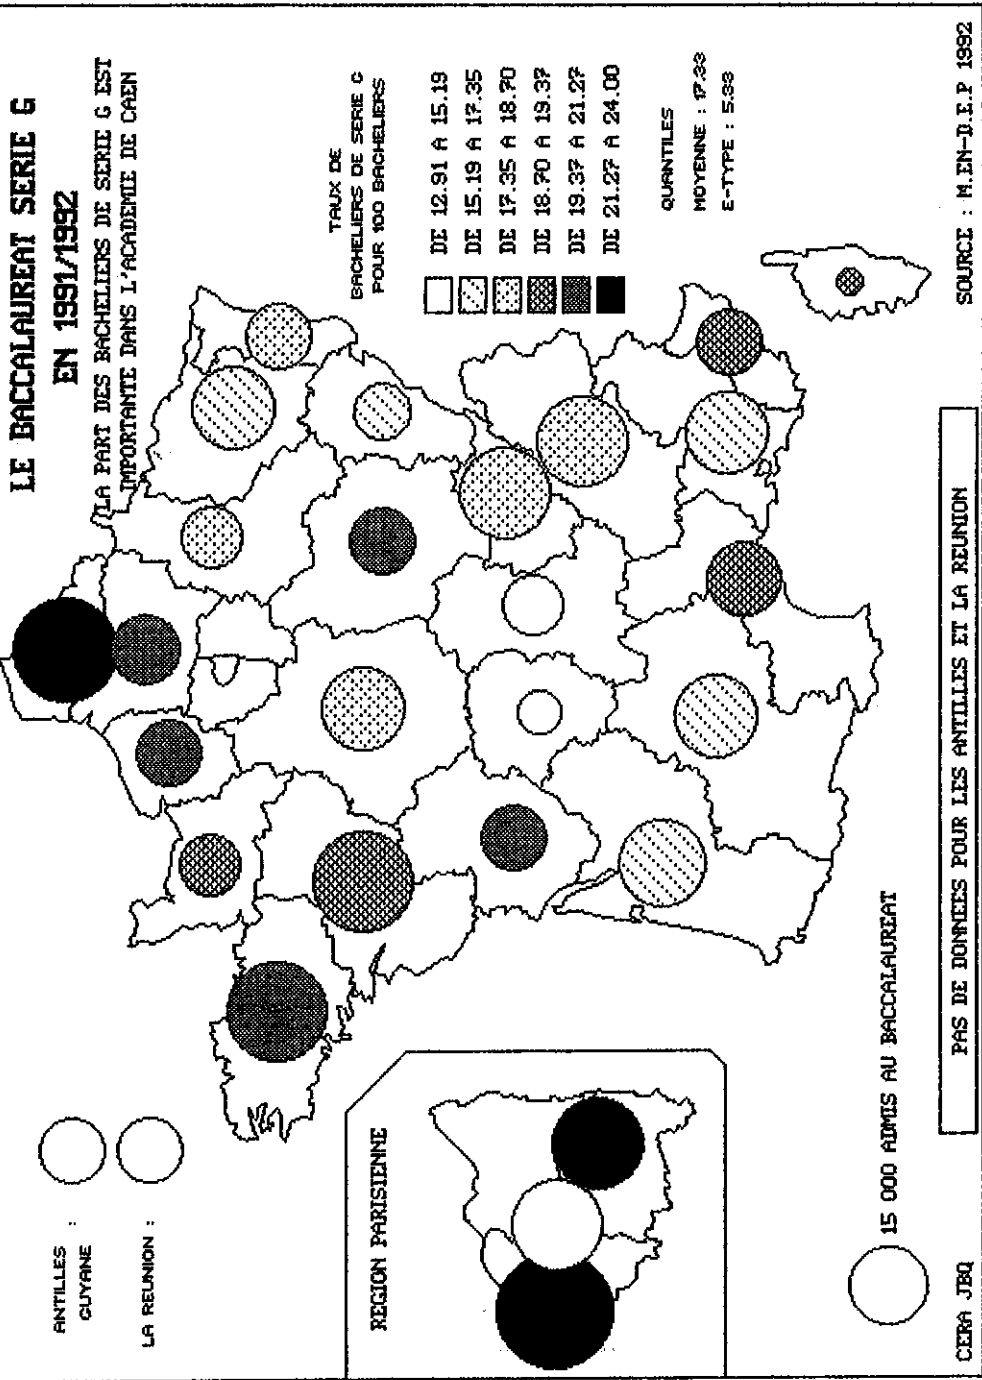 LE BACCALAUREAT SERIE G
EN 1991/1992
LA PART DES BACHELIERS DE SERIE G EST
IMPORTANTE DANS L'ACADEMIE DE CAEN
ANTILLES :
GUYANE
LA REUNION :
TAUX DE
BACHELIERS DE SERIE G
POUR 100 BACHELIERS
DE 12.91 A 15.19
DE 15.19 A 17.35
DE 17.35 A 18.70
DE 18.70 A 19.37
DE 19.37 A 21.27
DE 21.27 A 24.00
QUANTILES
MOYENNE : 17.33
E-TYPE : 5.33
REGION PARISIENNE
15 000 ADMIS AU BACCALAUREAT
PAS DE DONNEES POUR LES ANTILLES ET LA REUNION
CERA JBQ
SOURCE : M.EN-D.E.P 1992